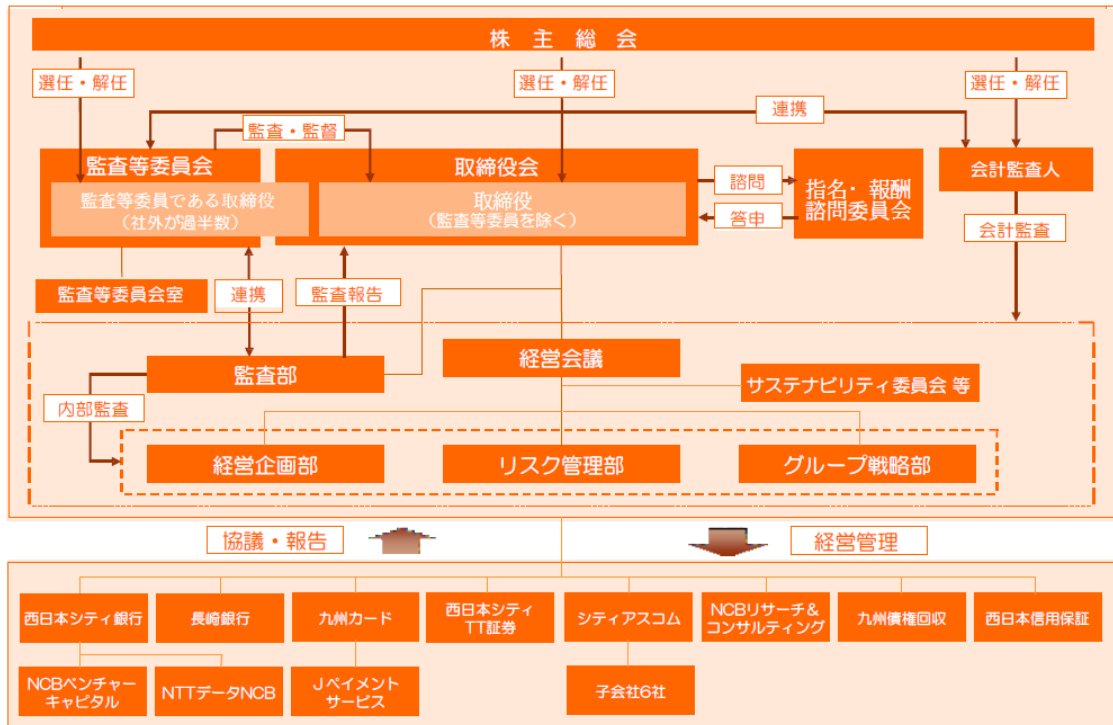 株主総会
選任・解任
選任・解任
選任・解任
連携
監査・監督
監査等委員会
監査等委員である取締役
(社外が過半数)
取締役会
取締役
(監査等委員を除く)
諮問
答申
指名・報酬
諮問委員会
会計監査人
会計監査
監査等委員会室
連携
監査報告
監査部
経営会議
サステナビリティ委員会 等
内部監査
経営企画部
リスク管理部
グループ戦略部
協議・報告
経営管理
西日本シティ銀行
長崎銀行
九州カード
西日本シティ
TT証券
シティアスコム
NCBリサーチ&
コンサルティング
九州債権回収
西日本信用保証
NCBベンチャー
キャピタル
NTTデータNCB
Jペイメント
サービス
子会社6社